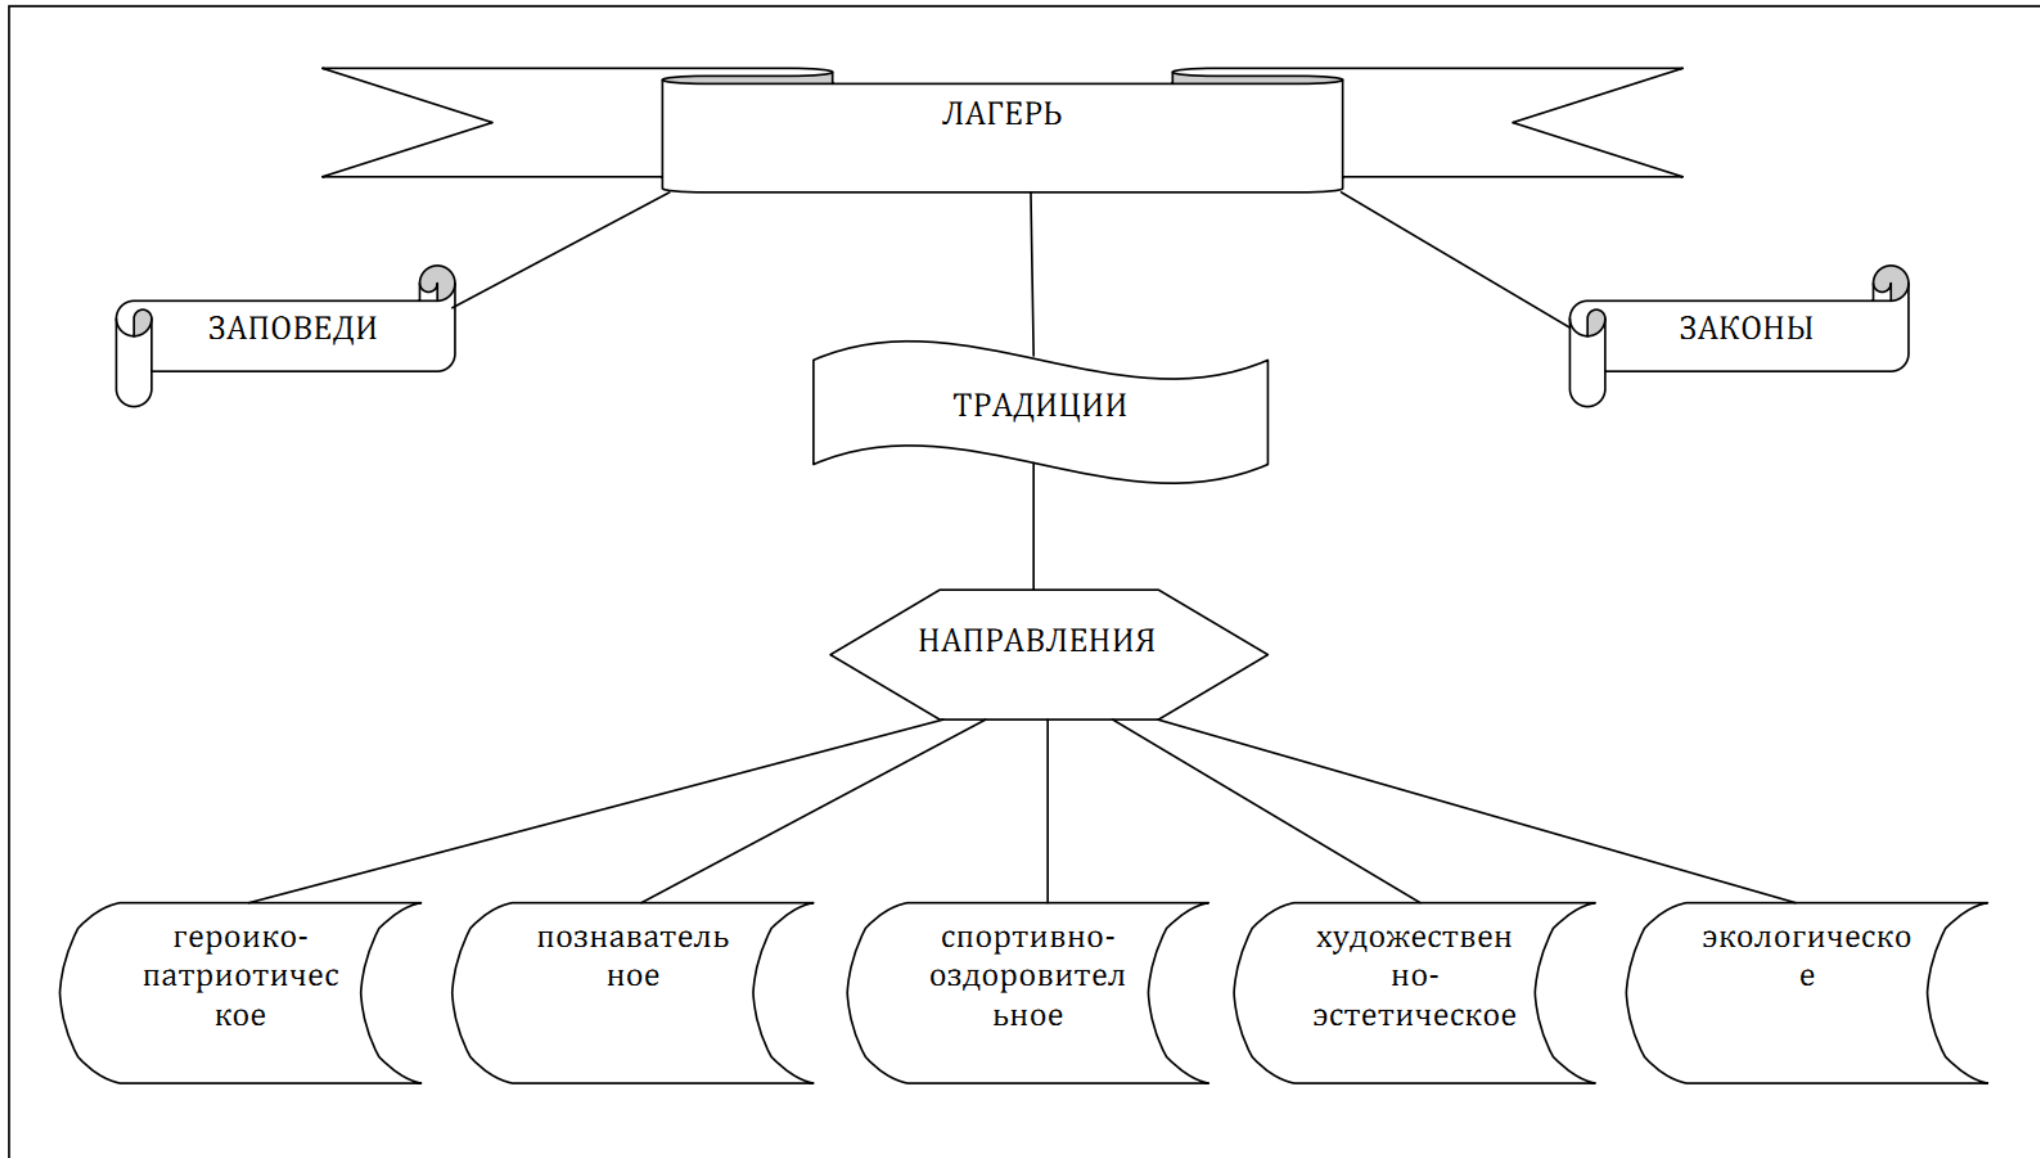 ЛАГЕРЬ
ЗАПОВЕДИ
ЗАКОНЫ
ТРАДИЦИИ
НАПРАВЛЕНИЯ
героико-
патриотичес
кое
познаватель
ное
спортивно-
оздоровител
ьное
художествен
но-
эстетическое
экологическо
е